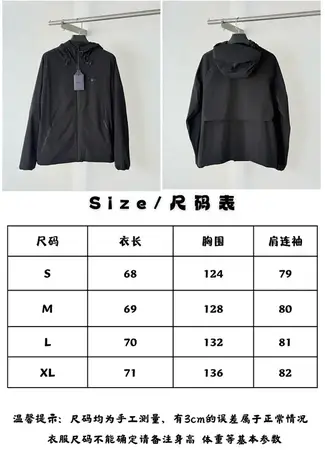 Size/尺码表
尺码 衣长 胸围 肩连袖
S 68 124 79
M 69 128 80
L 70 132 81
XL 71 136 82
温馨提示：尺码均为手工测量，有3cm的误差属于正常情况
衣服尺码不能确定请备注身高 体重等基本参数